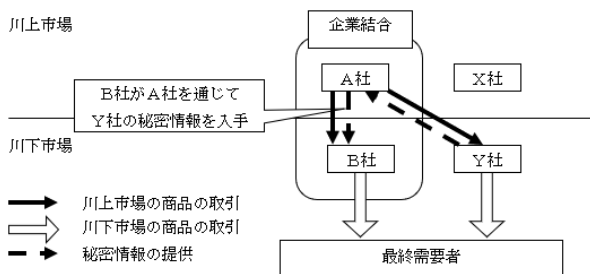 川上市場
企業結合
A社
X社
B社がA社を通じて
Y社の秘密情報を入手
川下市場
B社
Y社
川上市場の商品の取引
川下市場の商品の取引
秘密情報の提供
最終需要者